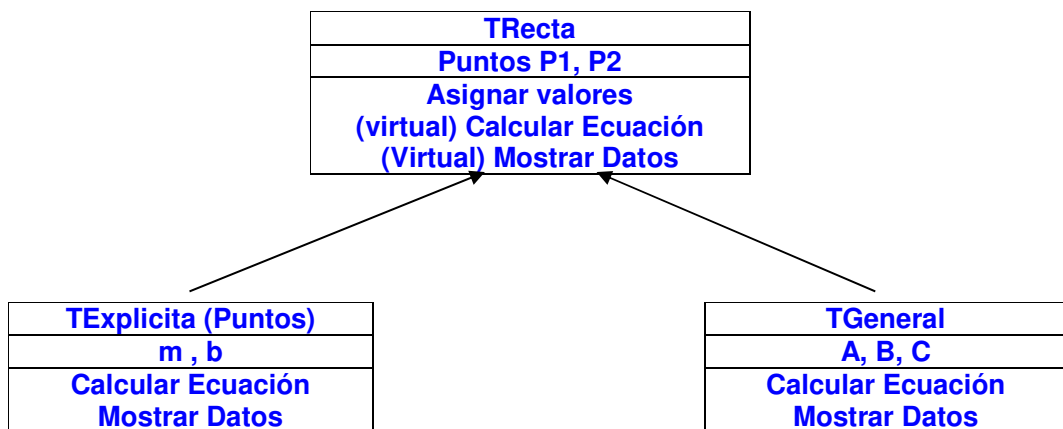 TRecta
Puntos P1, P2
Asignar valores
(virtual) Calcular Ecuación
(Virtual) Mostrar Datos
TExplicita (Puntos)
m , b
Calcular Ecuación
Mostrar Datos
TGeneral
A, B, C
Calcular Ecuación
Mostrar Datos